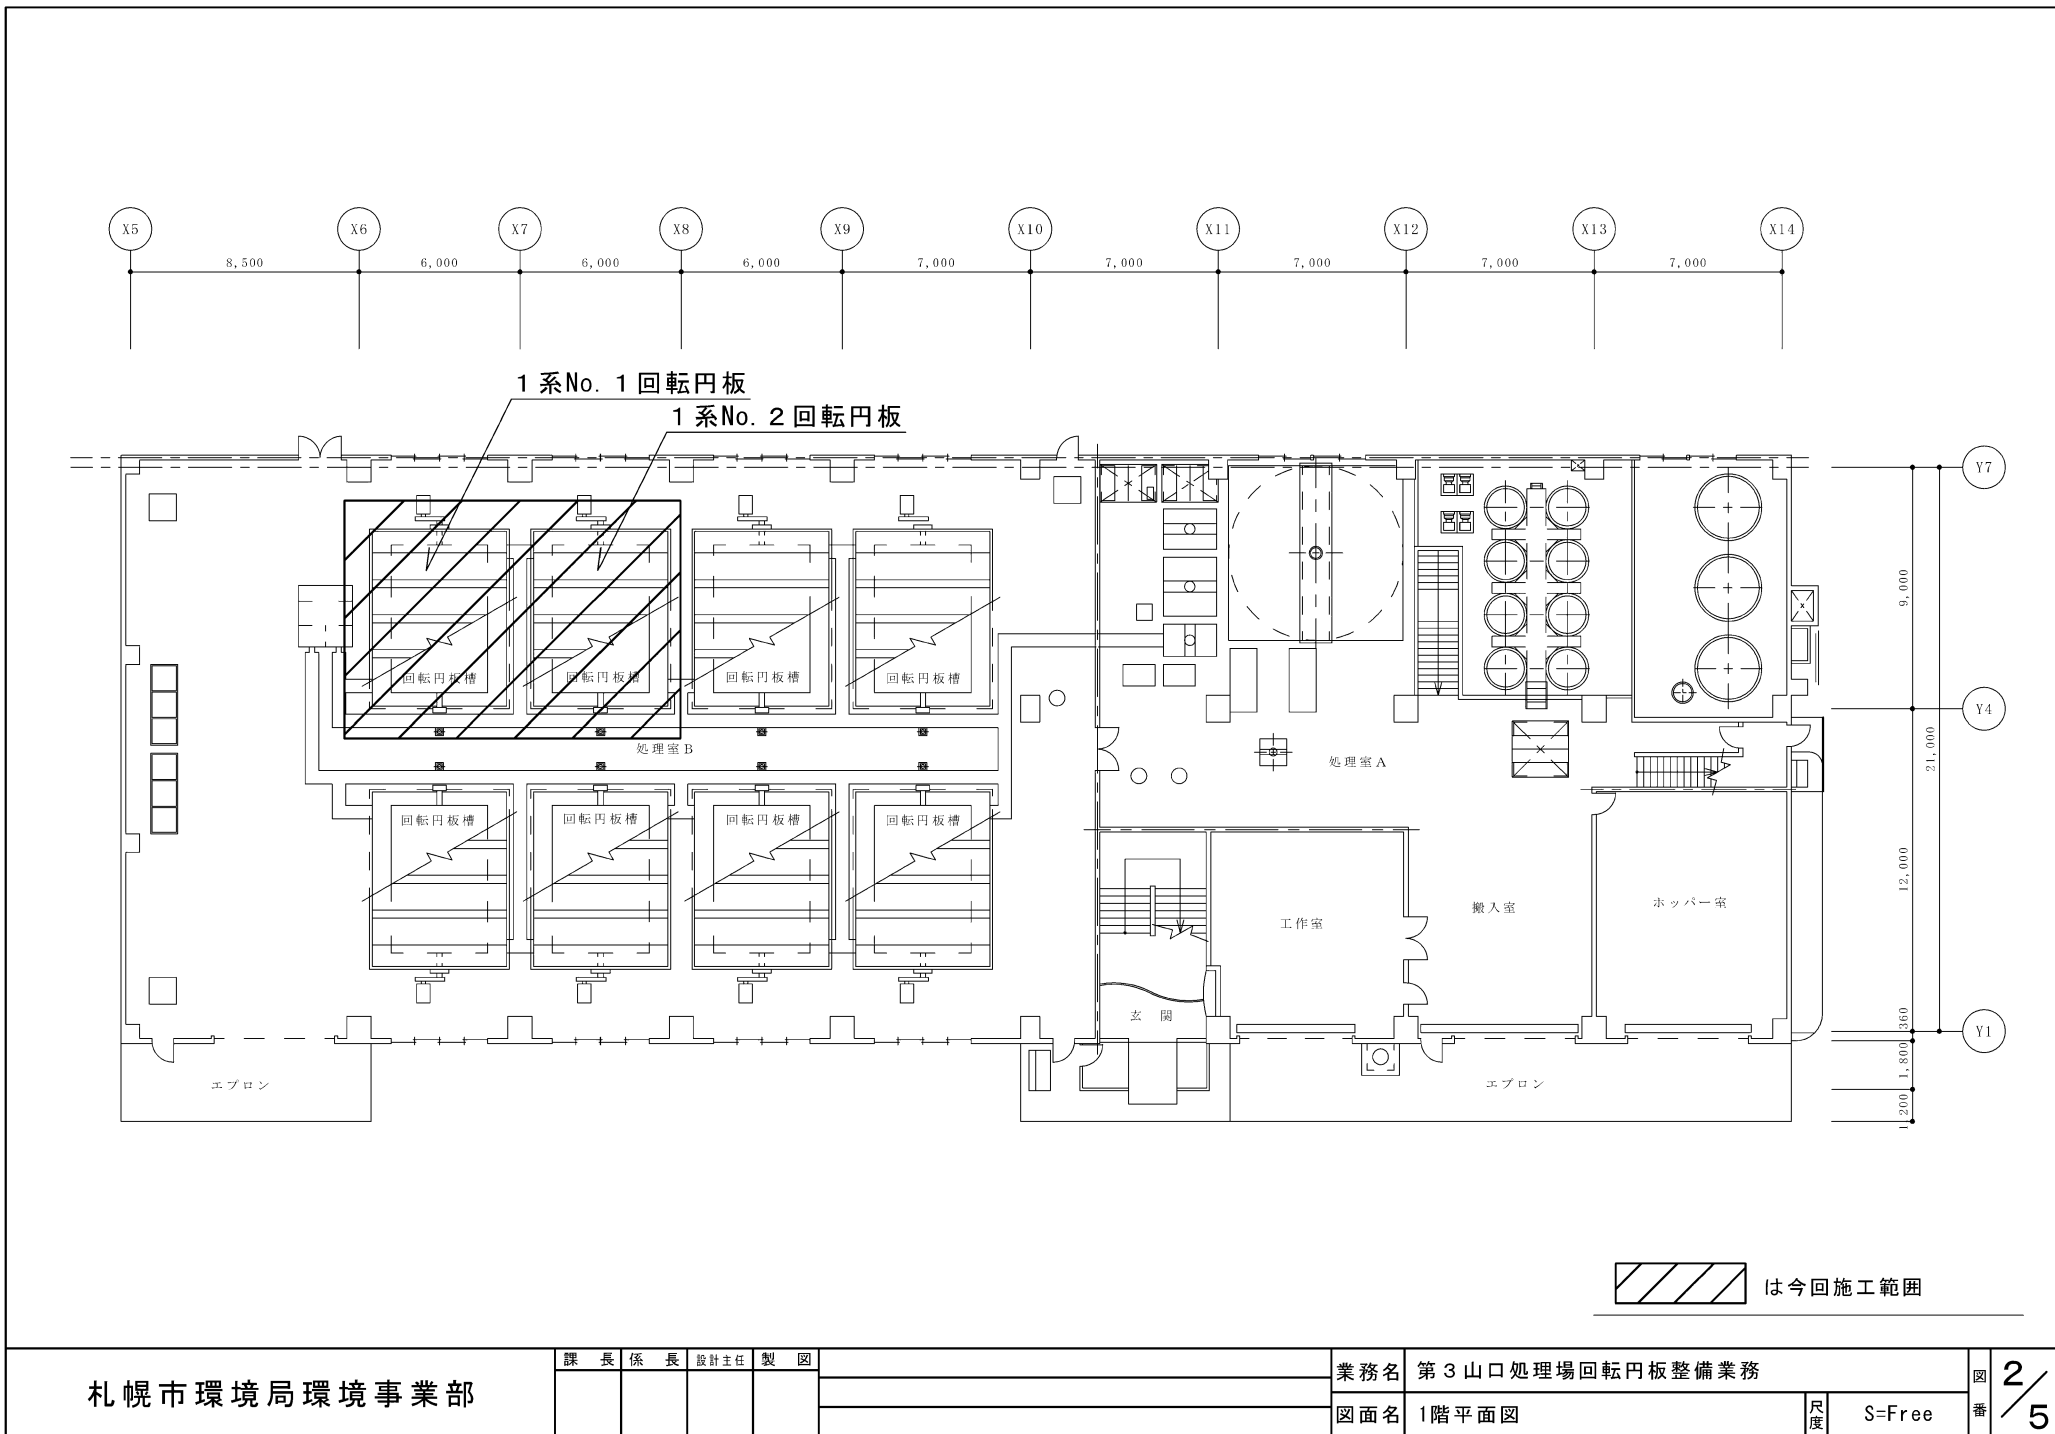 X5 X6 X7 X8 X9 X10 X11 X12 X13 X14
8,500 6,000 6,000 6,000 7,000 7,000 7,000 7,000 7,000
1系No.1回転円板
1系No.2回転円板
Y7
9,000
回転円板槽 回転円板槽 回転円板槽 回転円板槽
Y4
処理室B
処理室A
21,000
回転円板槽 回転円板槽 回転円板槽 回転円板槽
12,000
工作室
搬入室
ホッパー室
玄関
360
Y1
エプロン
エプロン
1,800
1,200
は今回施工範囲
札幌市環境局環境事業部
課長 係長 設計主任 製図
業務名 第3山口処理場回転円板整備業務
図面名 1階平面図
尺度 S=Free
図番 2/5